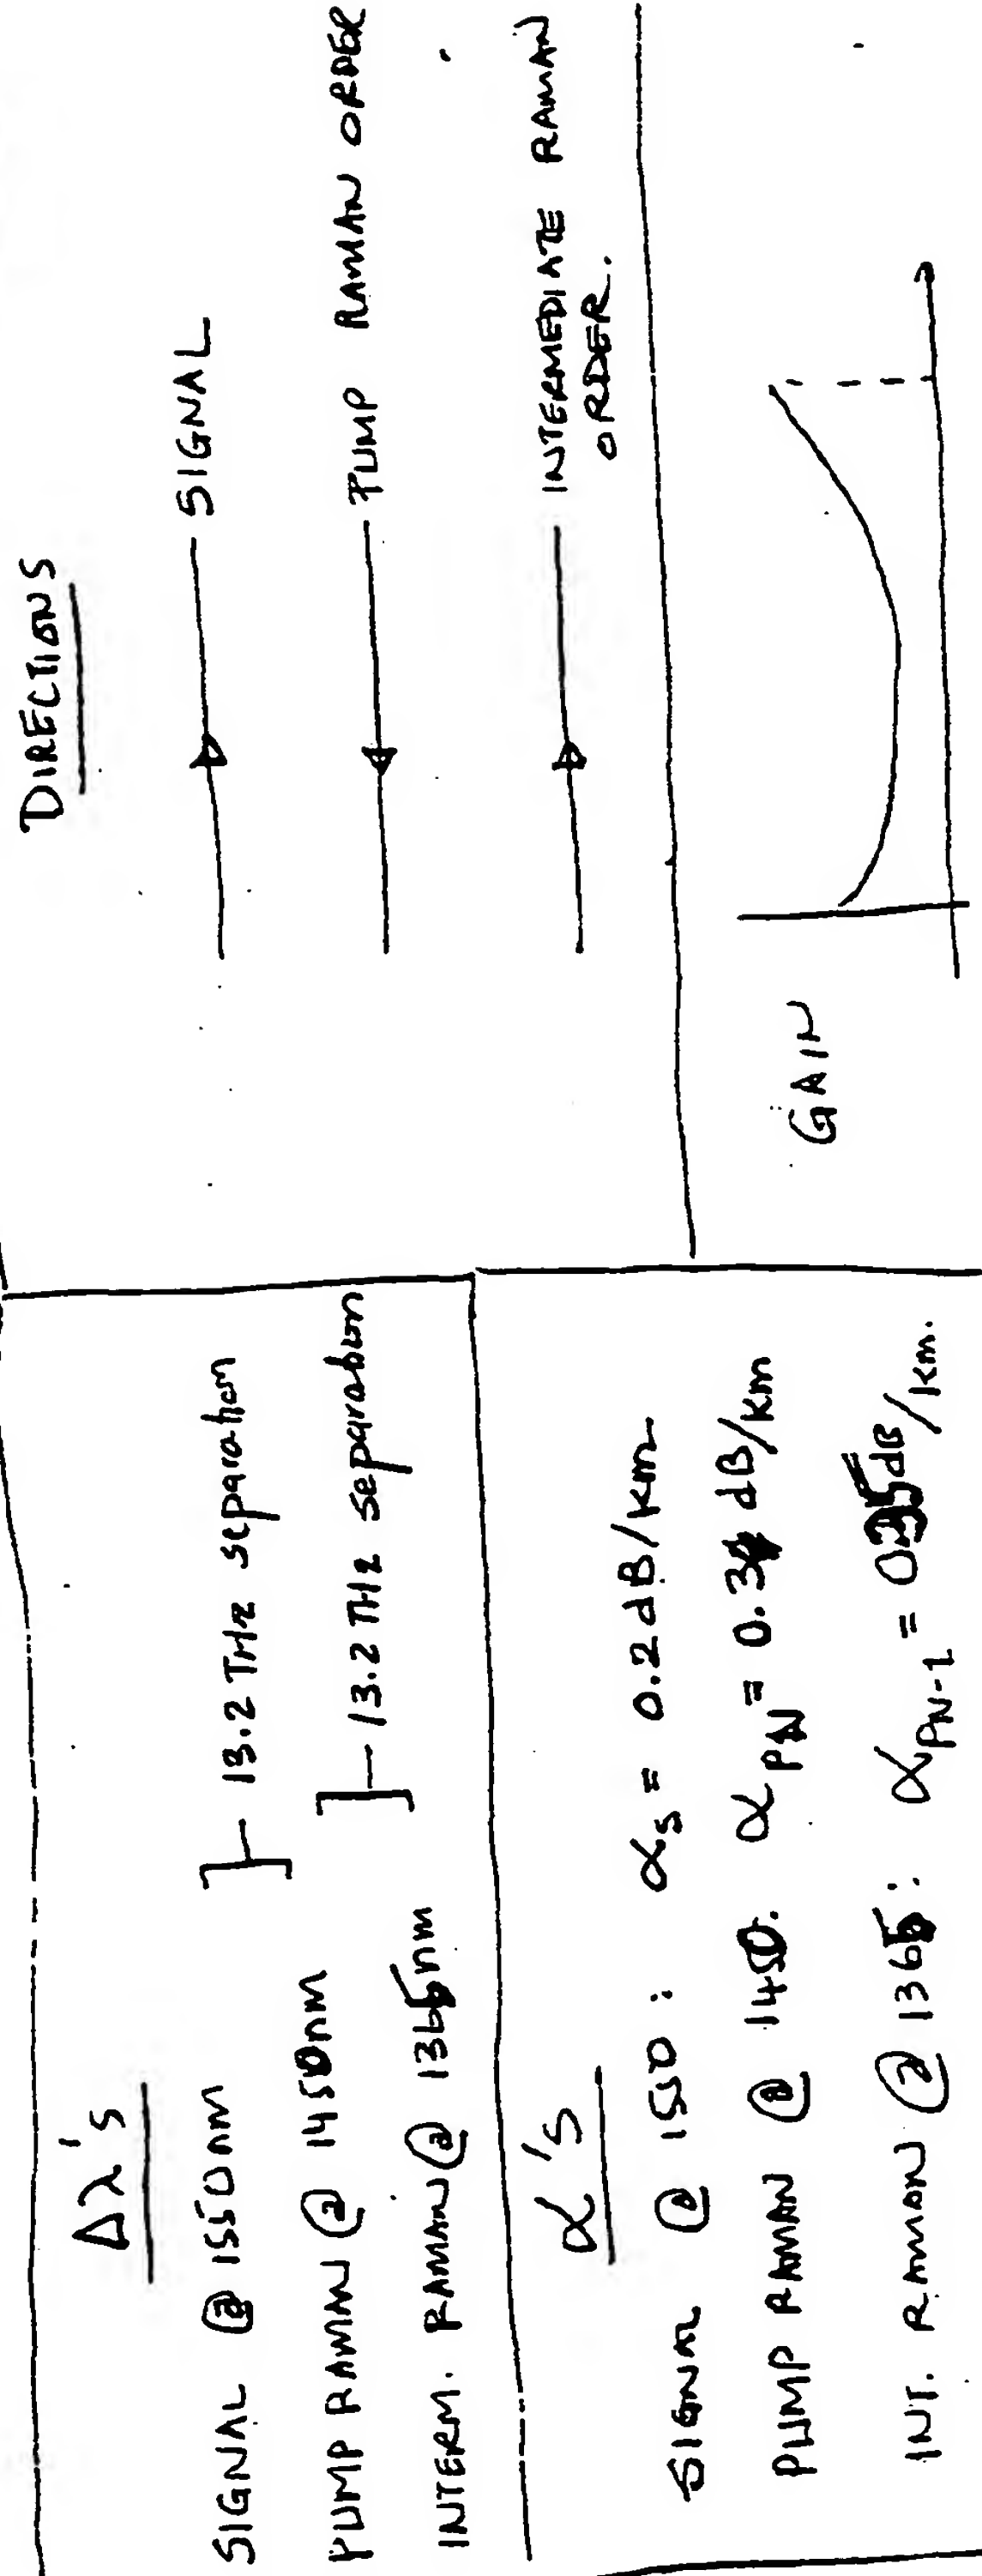 Δλ's
SIGNAL @ 1550nm
PUMP RAMAN @ 1450nm
INTERM. RAMAN @ 1365nm
13.2 THz separation
13.2 THz separation
α's
SIGNAL @ 1550: αs = 0.2 dB/km
PUMP RAMAN @ 1450: αPN = 0.3 dB/km
INT. RAMAN @ 1365: αPN-1 = dB/km.
DIRECTIONS
SIGNAL
PUMP RAMAN ORDER
INTERMEDIATE RAMAN
ORDER.
GAIN